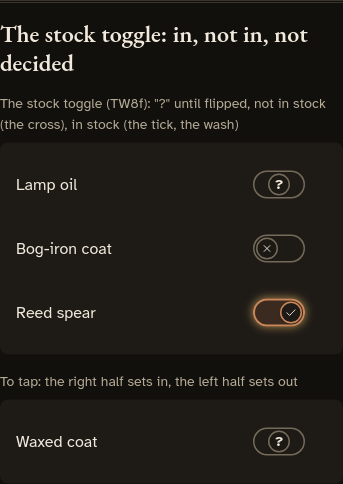 The stock toggle: in, not in, not
decided
The stock toggle (TW8f): "?" until flipped, not in stock
(the cross), in stock (the tick, the wash)
Lamp oil
?
Bog-iron coat
Reed spear
To tap: the right half sets in, the left half sets out
Waxed coat
?